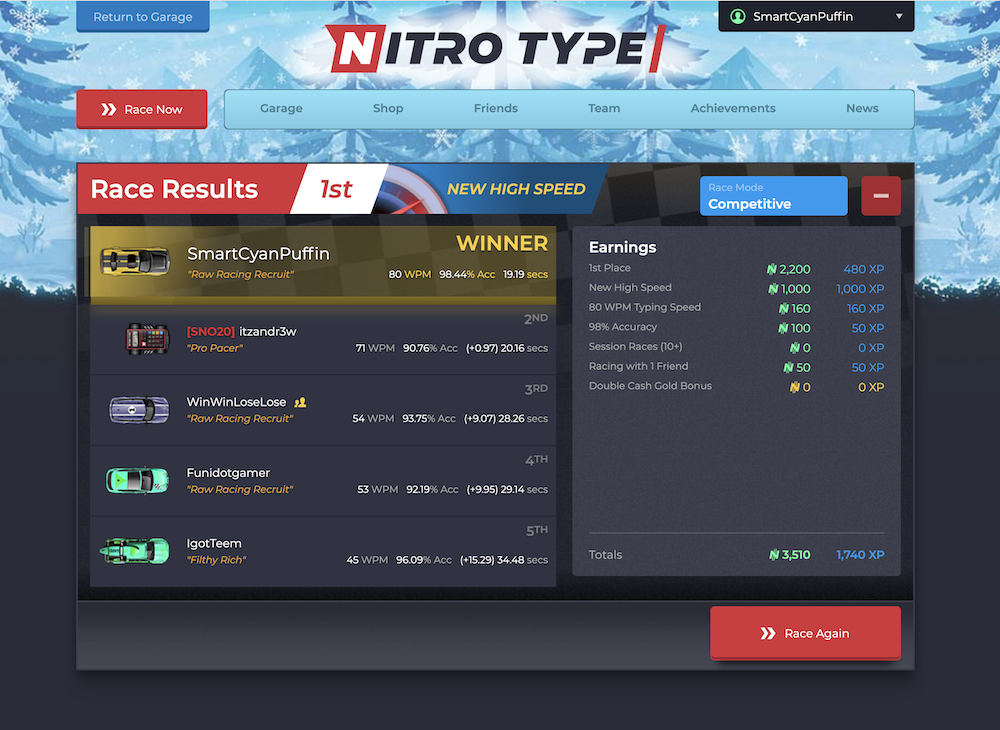 Return to Garage
SmartCyanPuffin
NITRO TYPE
Race Now
Garage Shop Friends Team Achievements News
Race Results 1st NEW HIGH SPEED
Race Mode
Competitive
SmartCyanPuffin WINNER
"Raw Racing Recruit" 80 WPM 98.44% Acc 19.19 secs
2ND
[SNO20] itzandr3w
"Pro Pacer" 71 WPM 90.76% Acc (+0.97) 20.16 secs
3RD
WinWinLoseLose
"Raw Racing Recruit" 54 WPM 93.75% Acc (+9.07) 28.26 secs
4TH
Funidotgamer
"Raw Racing Recruit" 53 WPM 92.19% Acc (+9.95) 29.14 secs
5TH
IgotTeem
"Filthy Rich" 45 WPM 96.09% Acc (+15.29) 34.48 secs
Earnings
1st Place N 2,200 480 XP
New High Speed N 1,000 1,000 XP
80 WPM Typing Speed N 160 160 XP
98% Accuracy N 100 50 XP
Session Races (10+) N 0 0 XP
Racing with 1 Friend N 50 50 XP
Double Cash Gold Bonus N 0 0 XP
Totals N 3,510 1,740 XP
Race Again